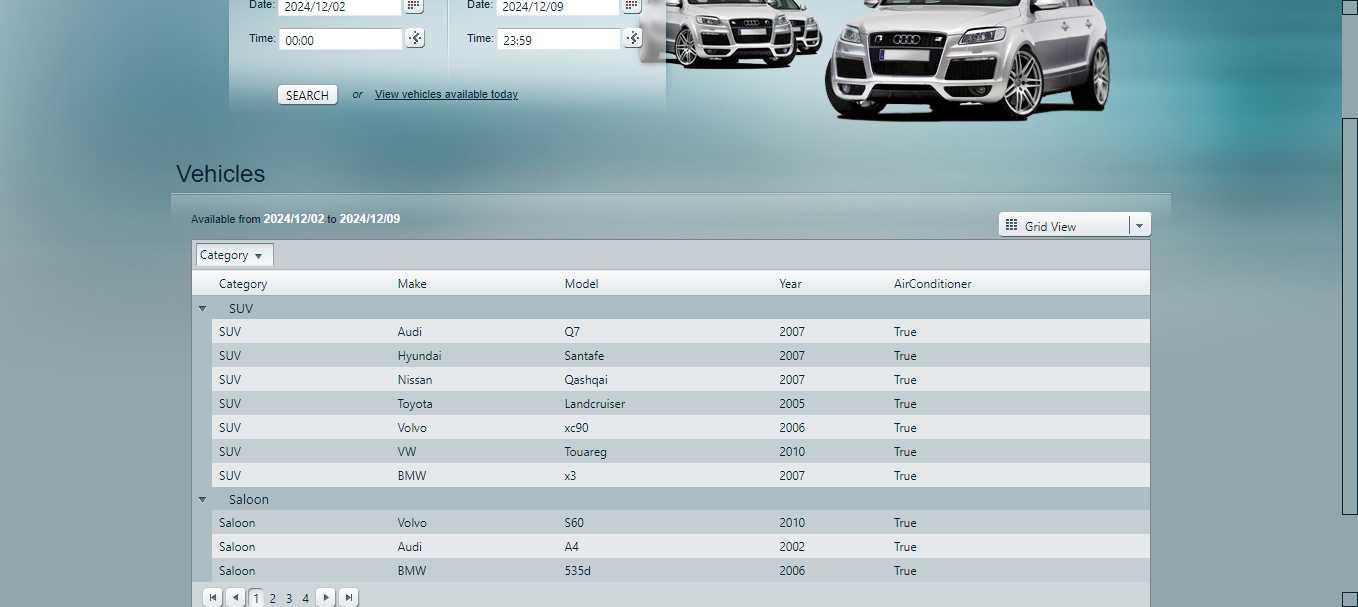 Date: 2024/12/02 Date: 2024/12/09
Time: 00:00 Time: 23:59
SEARCH or View vehicles available today
Vehicles
Available from 2024/12/02 to 2024/12/09
Grid View
Category
Category Make Model Year AirConditioner
SUV
SUV Audi Q7 2007 True
SUV Hyundai Santafe 2007 True
SUV Nissan Qashqai 2007 True
SUV Toyota Landcruiser 2005 True
SUV Volvo xc90 2006 True
SUV VW Touareg 2010 True
SUV BMW x3 2007 True
Saloon
Saloon Volvo S60 2010 True
Saloon Audi A4 2002 True
Saloon BMW 535d 2006 True
1 2 3 4